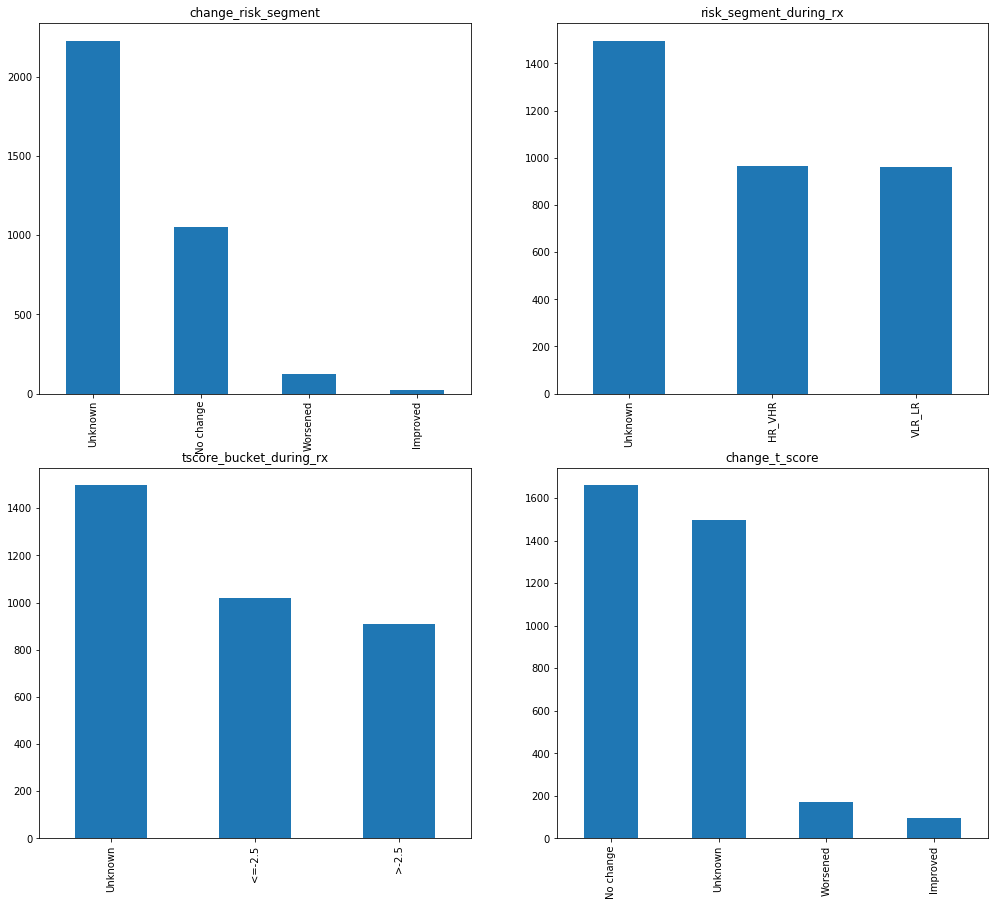 change_risk_segment
2000
1500
1000
500
0
Unknown
No change
Worsened
Improved
risk_segment_during_rx
1400
1200
1000
800
600
400
200
0
Unknown
HR_VHR
VLR_LR
tscore_bucket_during_rx
1400
1200
1000
800
600
400
200
0
Unknown
<=-2.5
>-2.5
change_t_score
1600
1400
1200
1000
800
600
400
200
0
No change
Unknown
Worsened
Improved